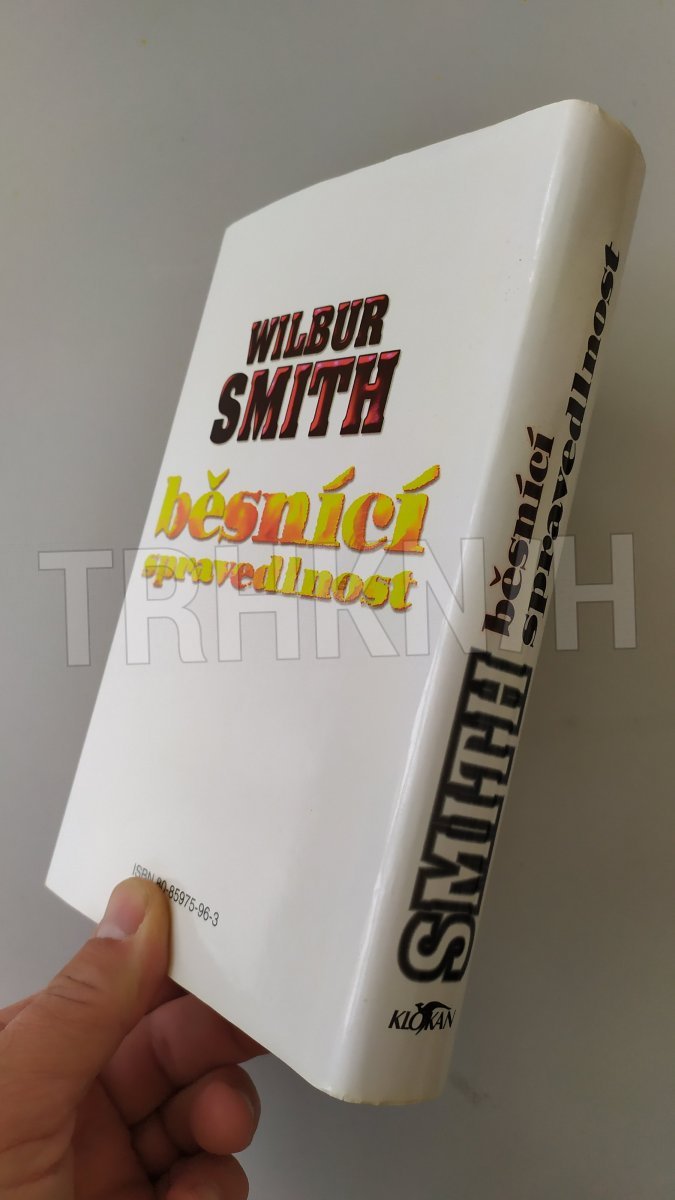 WILBUR
SMITH
běsnící
spravedlnost
ISBN 80-85975-96-3
běsnící
spravedlnost
SMITH
KLOKAN
TRHKNIH